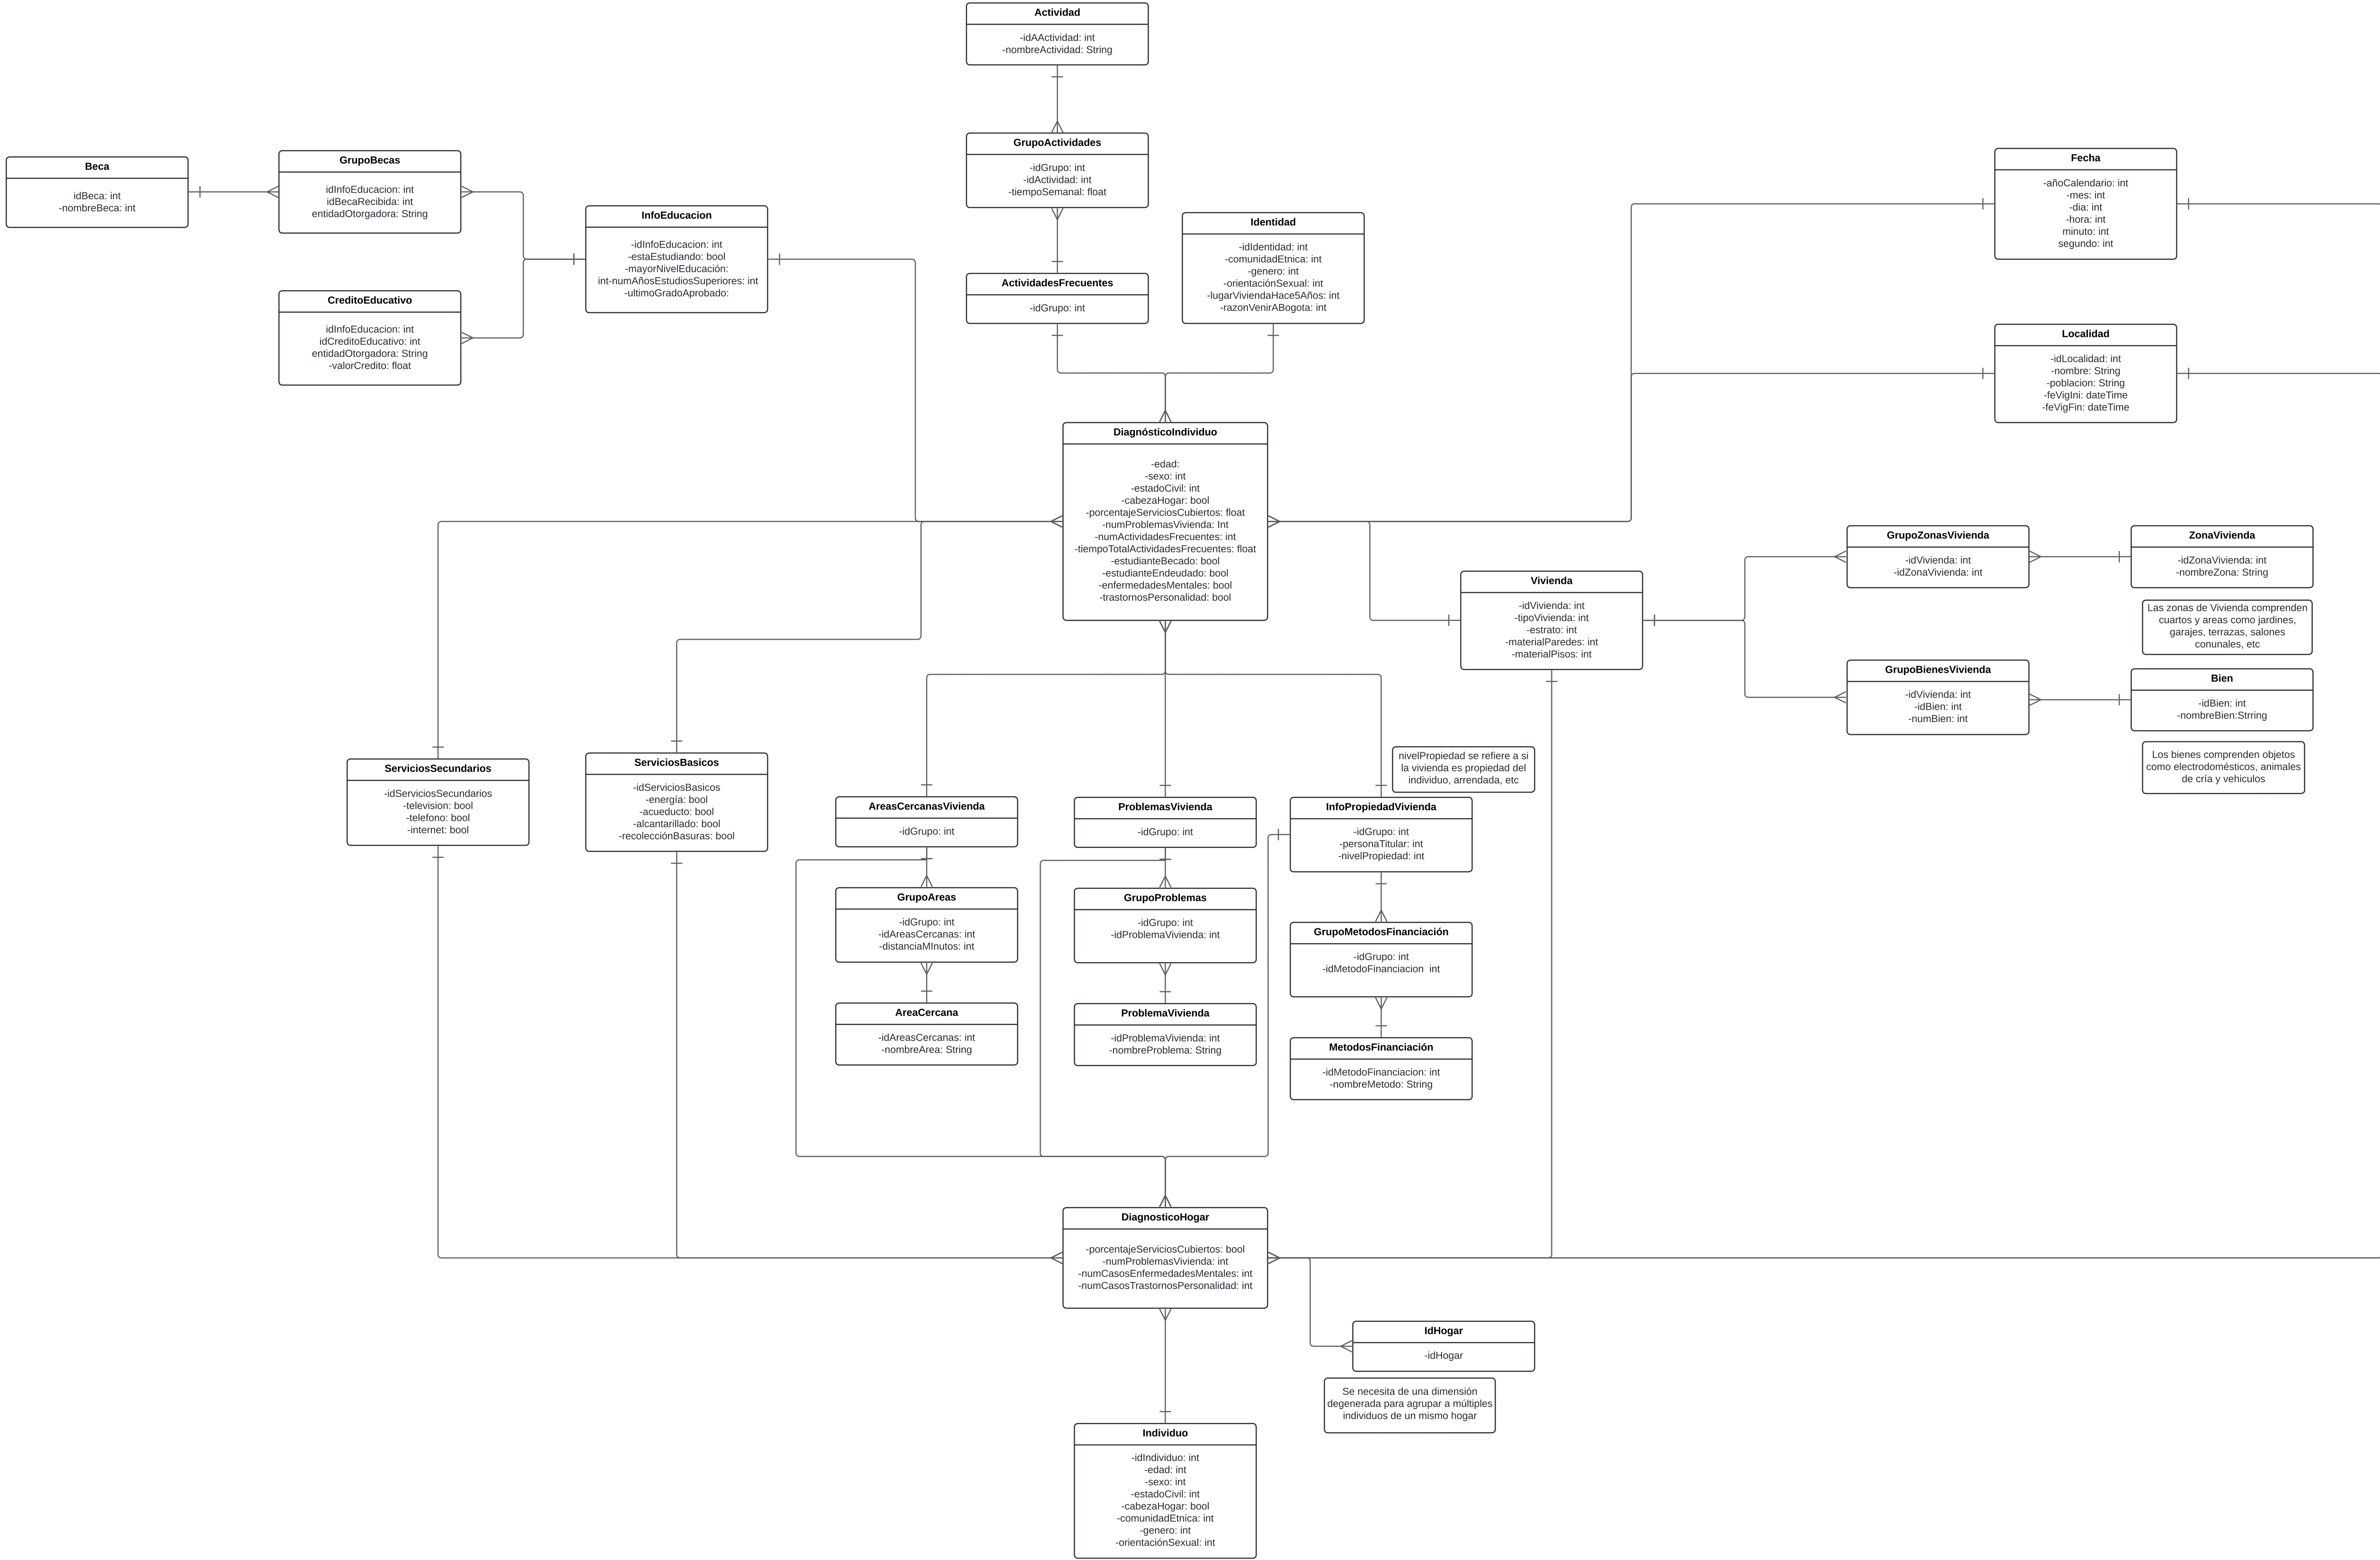 Actividad
-idAActividad: int
-nombreActividad: String
Beca
idBeca: int
-nombreBeca: int
GrupoBecas
idInfoEducacion: int
idBecaRecibida: int
entidadOtorgadora: String
CreditoEducativo
idInfoEducacion: int
idCreditoEducativo: int
entidadOtorgadora: String
-valorCredito: float
InfoEducacion
-idInfoEducacion: int
-estaEstudiando: bool
-mayorNivelEducación:
int-numAñosEstudiosSuperiores: int
-ultimoGradoAprobado:
GrupoActividades
-idGrupo: int
-idActividad: int
-tiempoSemanal: float
ActividadesFrecuentes
-idGrupo: int
Identidad
-idIdentidad: int
-comunidadEtnica: int
-genero: int
-orientaciónSexual: int
-lugarViviendaHace5Años: int
-razonVenirABogota: int
Fecha
-añoCalendario: int
-mes: int
-dia: int
-hora: int
minuto: int
segundo: int
Localidad
-idLocalidad: int
-nombre: String
-poblacion: String
-feVigIni: dateTime
-feVigFin: dateTime
DiagnósticoIndividuo
-edad:
-sexo: int
-estadoCivil: int
-cabezaHogar: bool
-porcentajeServiciosCubiertos: float
-numProblemasVivienda: Int
-numActividadesFrecuentes: int
-tiempoTotalActividadesFrecuentes: float
-estudianteBecado: bool
-estudianteEndeudado: bool
-enfermedadesMentales: bool
-trastornosPersonalidad: bool
Vivienda
-idVivienda: int
-tipoVivienda: int
-estrato: int
-materialParedes: int
-materialPisos: int
GrupoZonasVivienda
-idVivienda: int
-idZonaVivienda: int
ZonaVivienda
-idZonaVivienda: int
-nombreZona: String
Las zonas de Vivienda comprenden
cuartos y areas como jardines,
garajes, terrazas, salones
conunales, etc
GrupoBienesVivienda
-idVivienda: int
-idBien: int
-numBien: int
Bien
-idBien: int
-nombreBien:Strring
Los bienes comprenden objetos
como electrodomésticos, animales
de cría y vehiculos
ServiciosSecundarios
-idServiciosSecundarios
-television: bool
-telefono: bool
-internet: bool
ServiciosBasicos
-idServiciosBasicos
-energía: bool
-acueducto: bool
-alcantarillado: bool
-recolecciónBasuras: bool
AreasCercanasVivienda
-idGrupo: int
ProblemasVivienda
-idGrupo: int
nivelPropiedad se refiere a si
la vivienda es propiedad del
individuo, arrendada, etc
InfoPropiedadVivienda
-idGrupo: int
-personaTitular: int
-nivelPropiedad: int
GrupoAreas
-idGrupo: int
-idAreasCercanas: int
-distanciaMInutos: int
GrupoProblemas
-idGrupo: int
-idProblemaVivienda: int
GrupoMetodosFinanciación
-idGrupo: int
-idMetodoFinanciacion  int
AreaCercana
-idAreasCercanas: int
-nombreArea: String
ProblemaVivienda
-idProblemaVivienda: int
-nombreProblema: String
MetodosFinanciación
-idMetodoFinanciacion: int
-nombreMetodo: String
DiagnosticoHogar
-porcentajeServiciosCubiertos: bool
-numProblemasVivienda: int
-numCasosEnfermedadesMentales: int
-numCasosTrastornosPersonalidad: int
IdHogar
-idHogar
Se necesita de una dimensión
degenerada para agrupar a múltiples
individuos de un mismo hogar
Individuo
-idIndividuo: int
-edad: int
-sexo: int
-estadoCivil: int
-cabezaHogar: bool
-comunidadEtnica: int
-genero: int
-orientaciónSexual: int